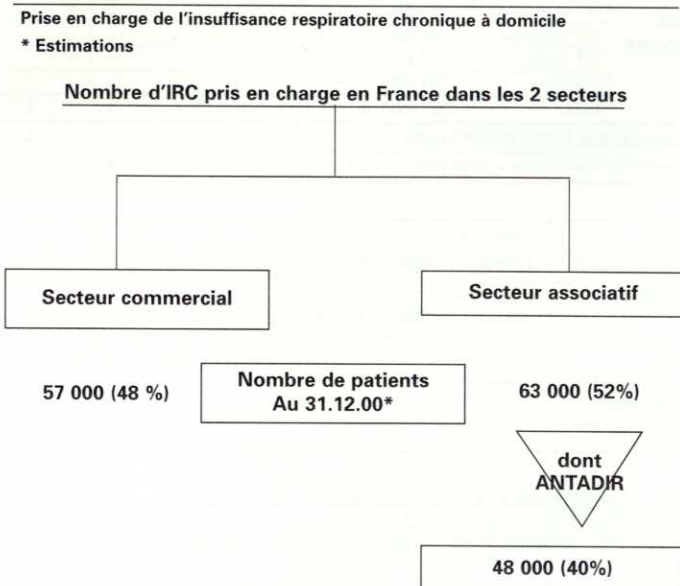 Prise en charge de l'insuffisance respiratoire chronique à domicile
* Estimations
Nombre d'IRC pris en charge en France dans les 2 secteurs
Secteur commercial
Secteur associatif
57 000 (48 %)
Nombre de patients
Au 31.12.00*
63 000 (52%)
dont
ANTADIR
48 000 (40%)